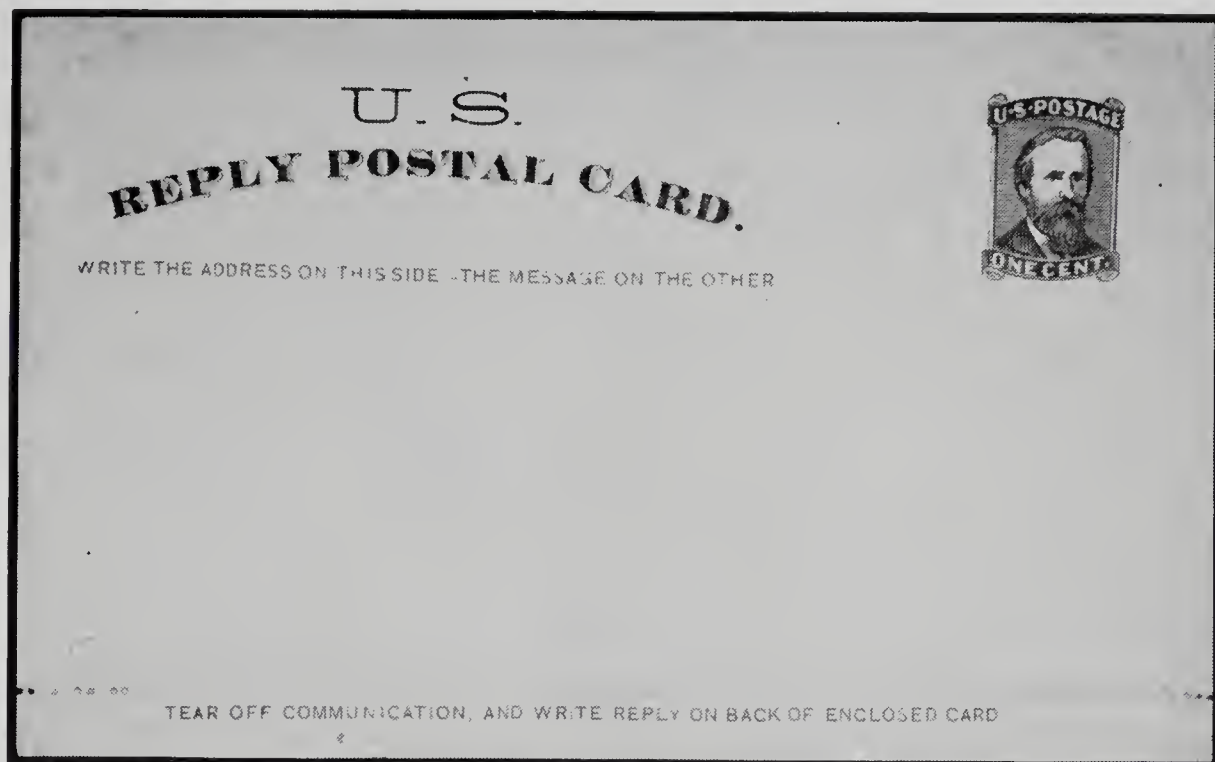 U. S.
REPLY POSTAL CARD.
U·S·POSTAGE
ONE CENT.
WRITE THE ADDRESS ON THIS SIDE - THE MESSAGE ON THE OTHER
TEAR OFF COMMUNICATION, AND WRITE REPLY ON BACK OF ENCLOSED CARD